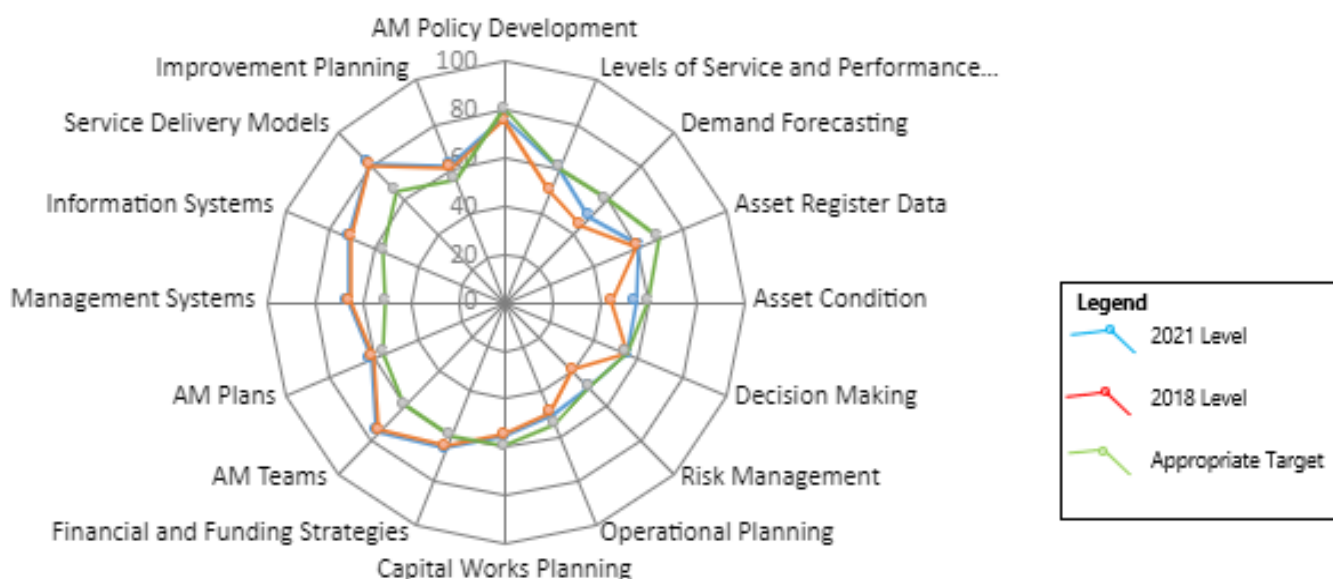 AM Policy Development
Levels of Service and Performance...
Demand Forecasting
Asset Register Data
Asset Condition
Decision Making
Risk Management
Operational Planning
Capital Works Planning
Financial and Funding Strategies
AM Teams
AM Plans
Management Systems
Information Systems
Service Delivery Models
Improvement Planning
100
80
40
20
0
Legend
2021 Level
2018 Level
Appropriate Target